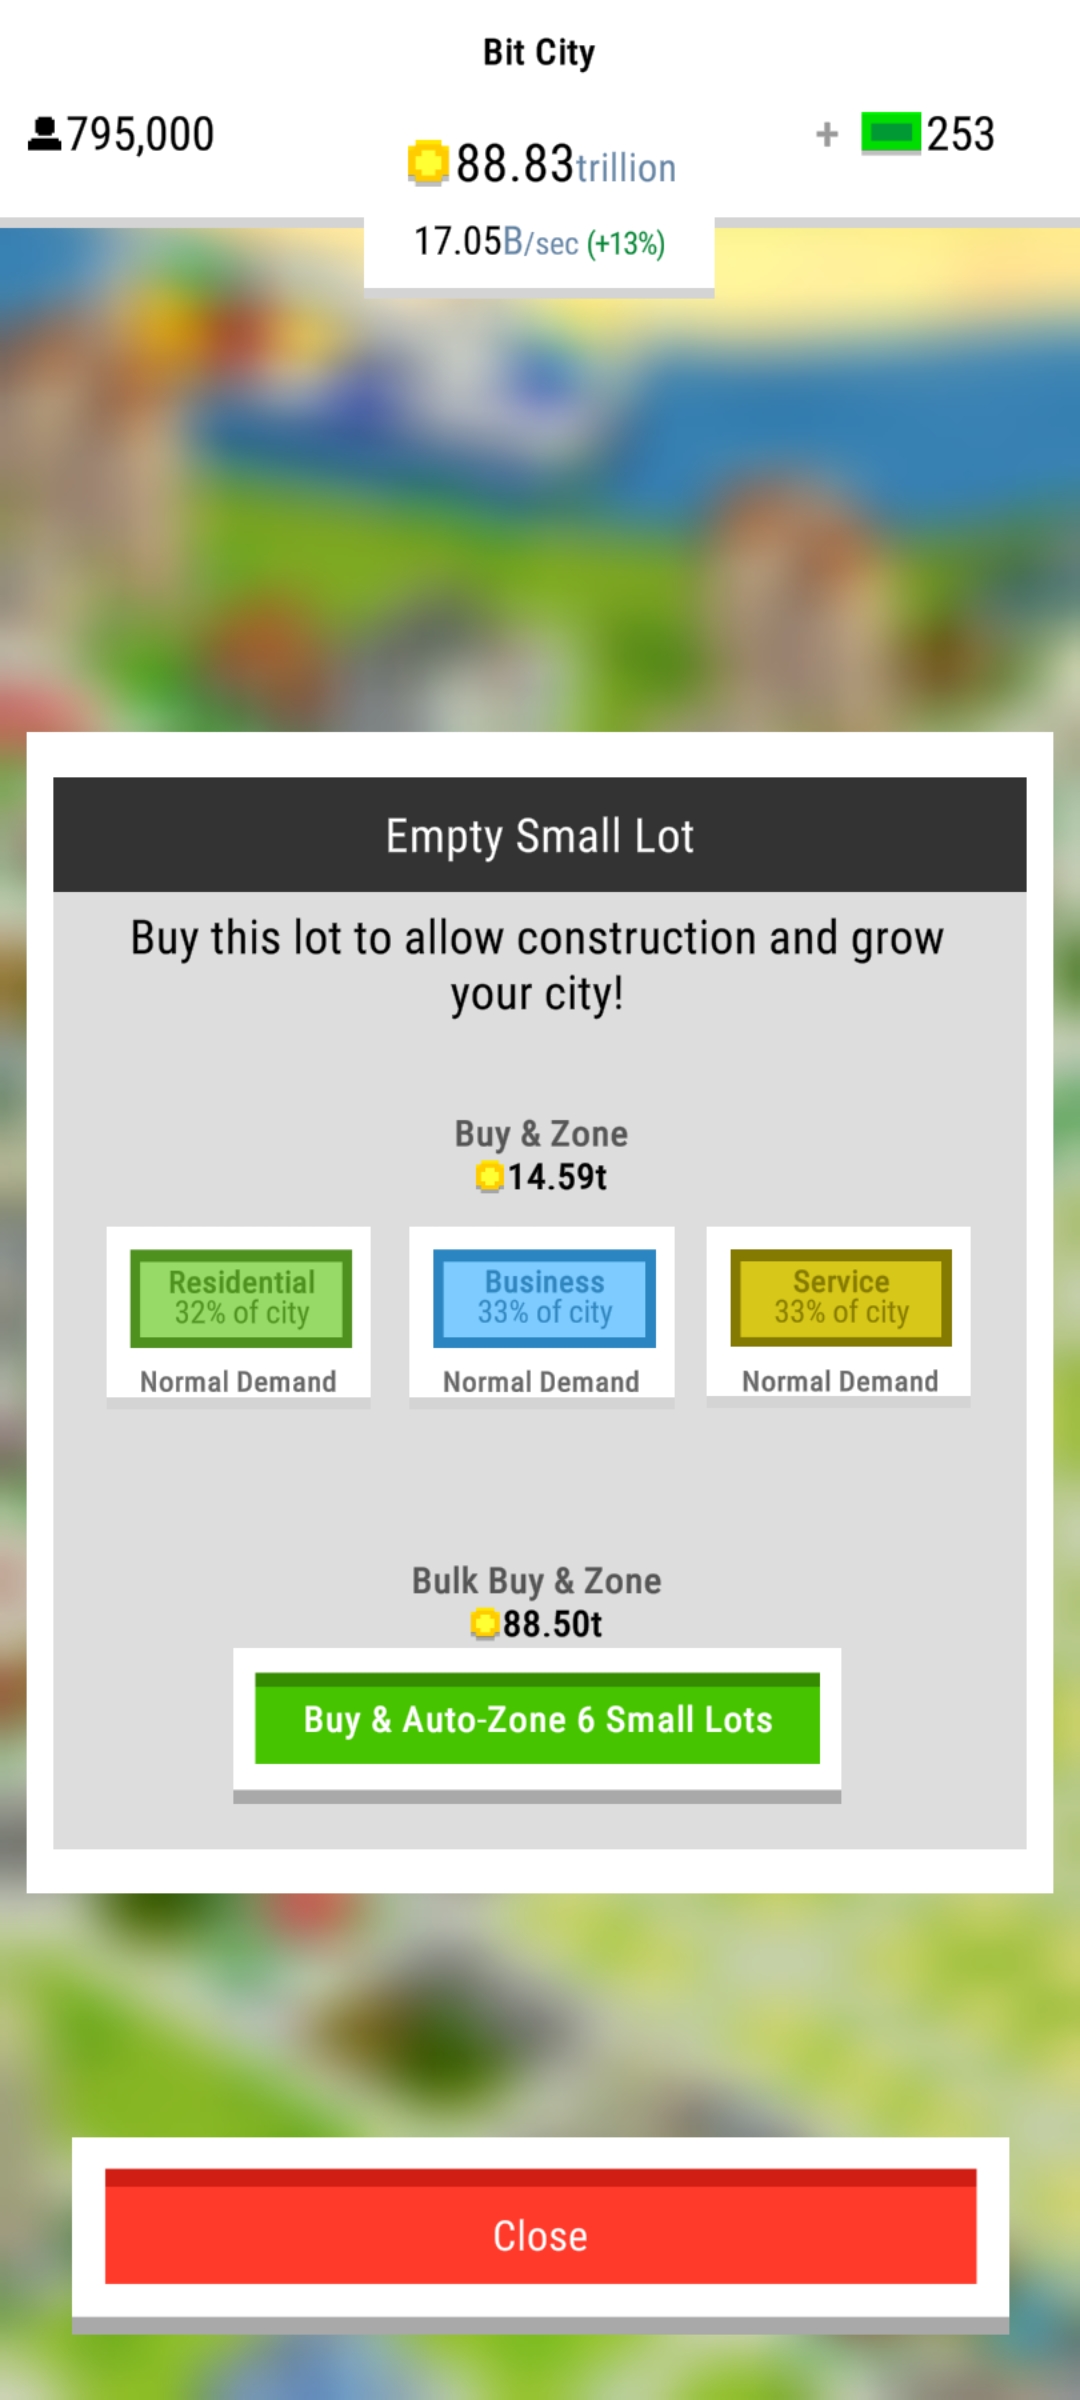 Bit City
795,000
88.83trillion
+ 253
17.05B/sec (+13%)
Empty Small Lot
Buy this lot to allow construction and grow
your city!
Buy & Zone
14.59t
Residential
32% of city
Normal Demand
Business
33% of city
Normal Demand
Service
33% of city
Normal Demand
Bulk Buy & Zone
88.50t
Buy & Auto-Zone 6 Small Lots
Close